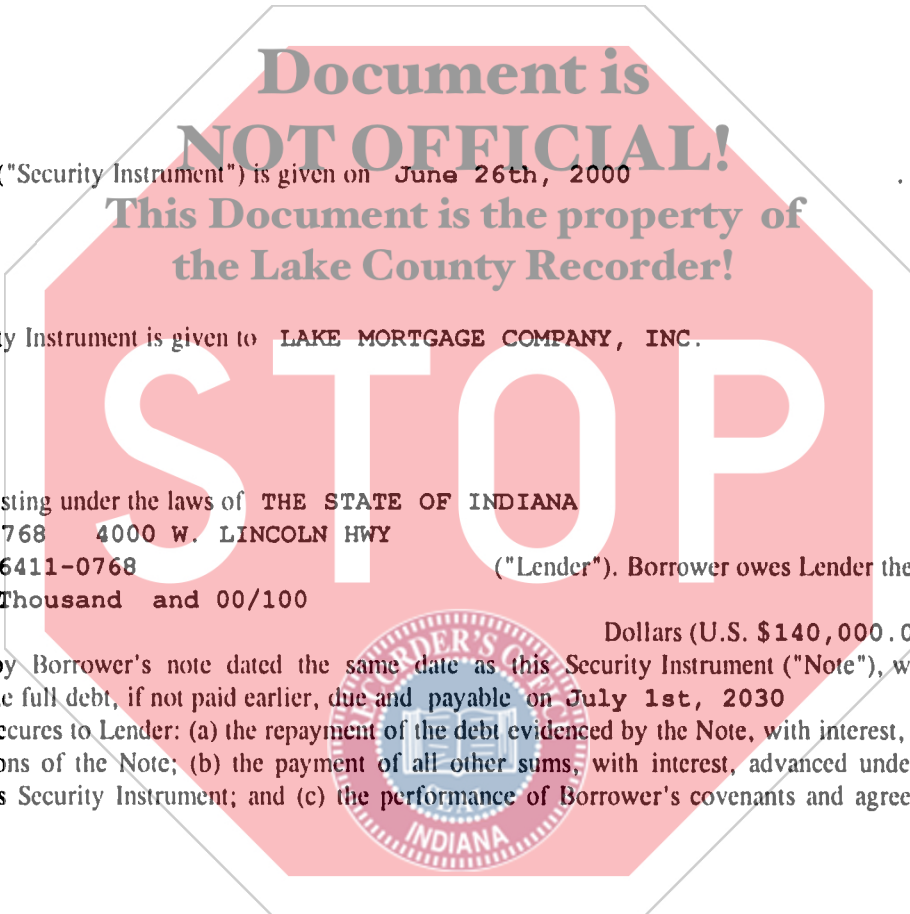 Document is
NOT OFFICIAL!
("Security Instrument") is given on June 26th, 2000 .
This Document is the property of
the Lake County Recorder!
ty Instrument is given to LAKE MORTGAGE COMPANY, INC.
STOP
sting under the laws of THE STATE OF INDIANA
768 4000 W. LINCOLN HWY
6411-0768 ("Lender"). Borrower owes Lender the
Thousand and 00/100
Dollars (U.S. $140,000.0
by Borrower's note dated the same date as this Security Instrument ("Note"), w
e full debt, if not paid earlier, due and payable on July 1st, 2030
ecures to Lender: (a) the repayment of the debt evidenced by the Note, with interest,
ons of the Note; (b) the payment of all other sums, with interest, advanced unde
s Security Instrument; and (c) the performance of Borrower's covenants and agree
RECORDER'S OFFICE
SEAL
INDIANA